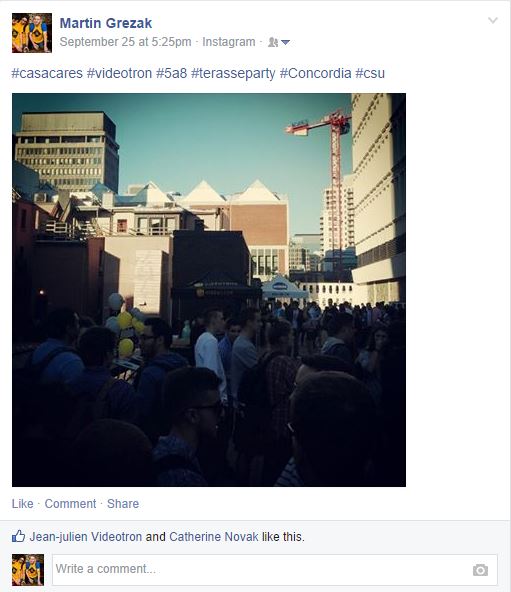 Martin Grezak
September 25 at 5:25pm · Instagram ·
#casacares #videotron #5a8 #terasseparty #Concordia #csu
Like · Comment · Share
Jean-julien Videotron and Catherine Novak like this.
Write a comment...